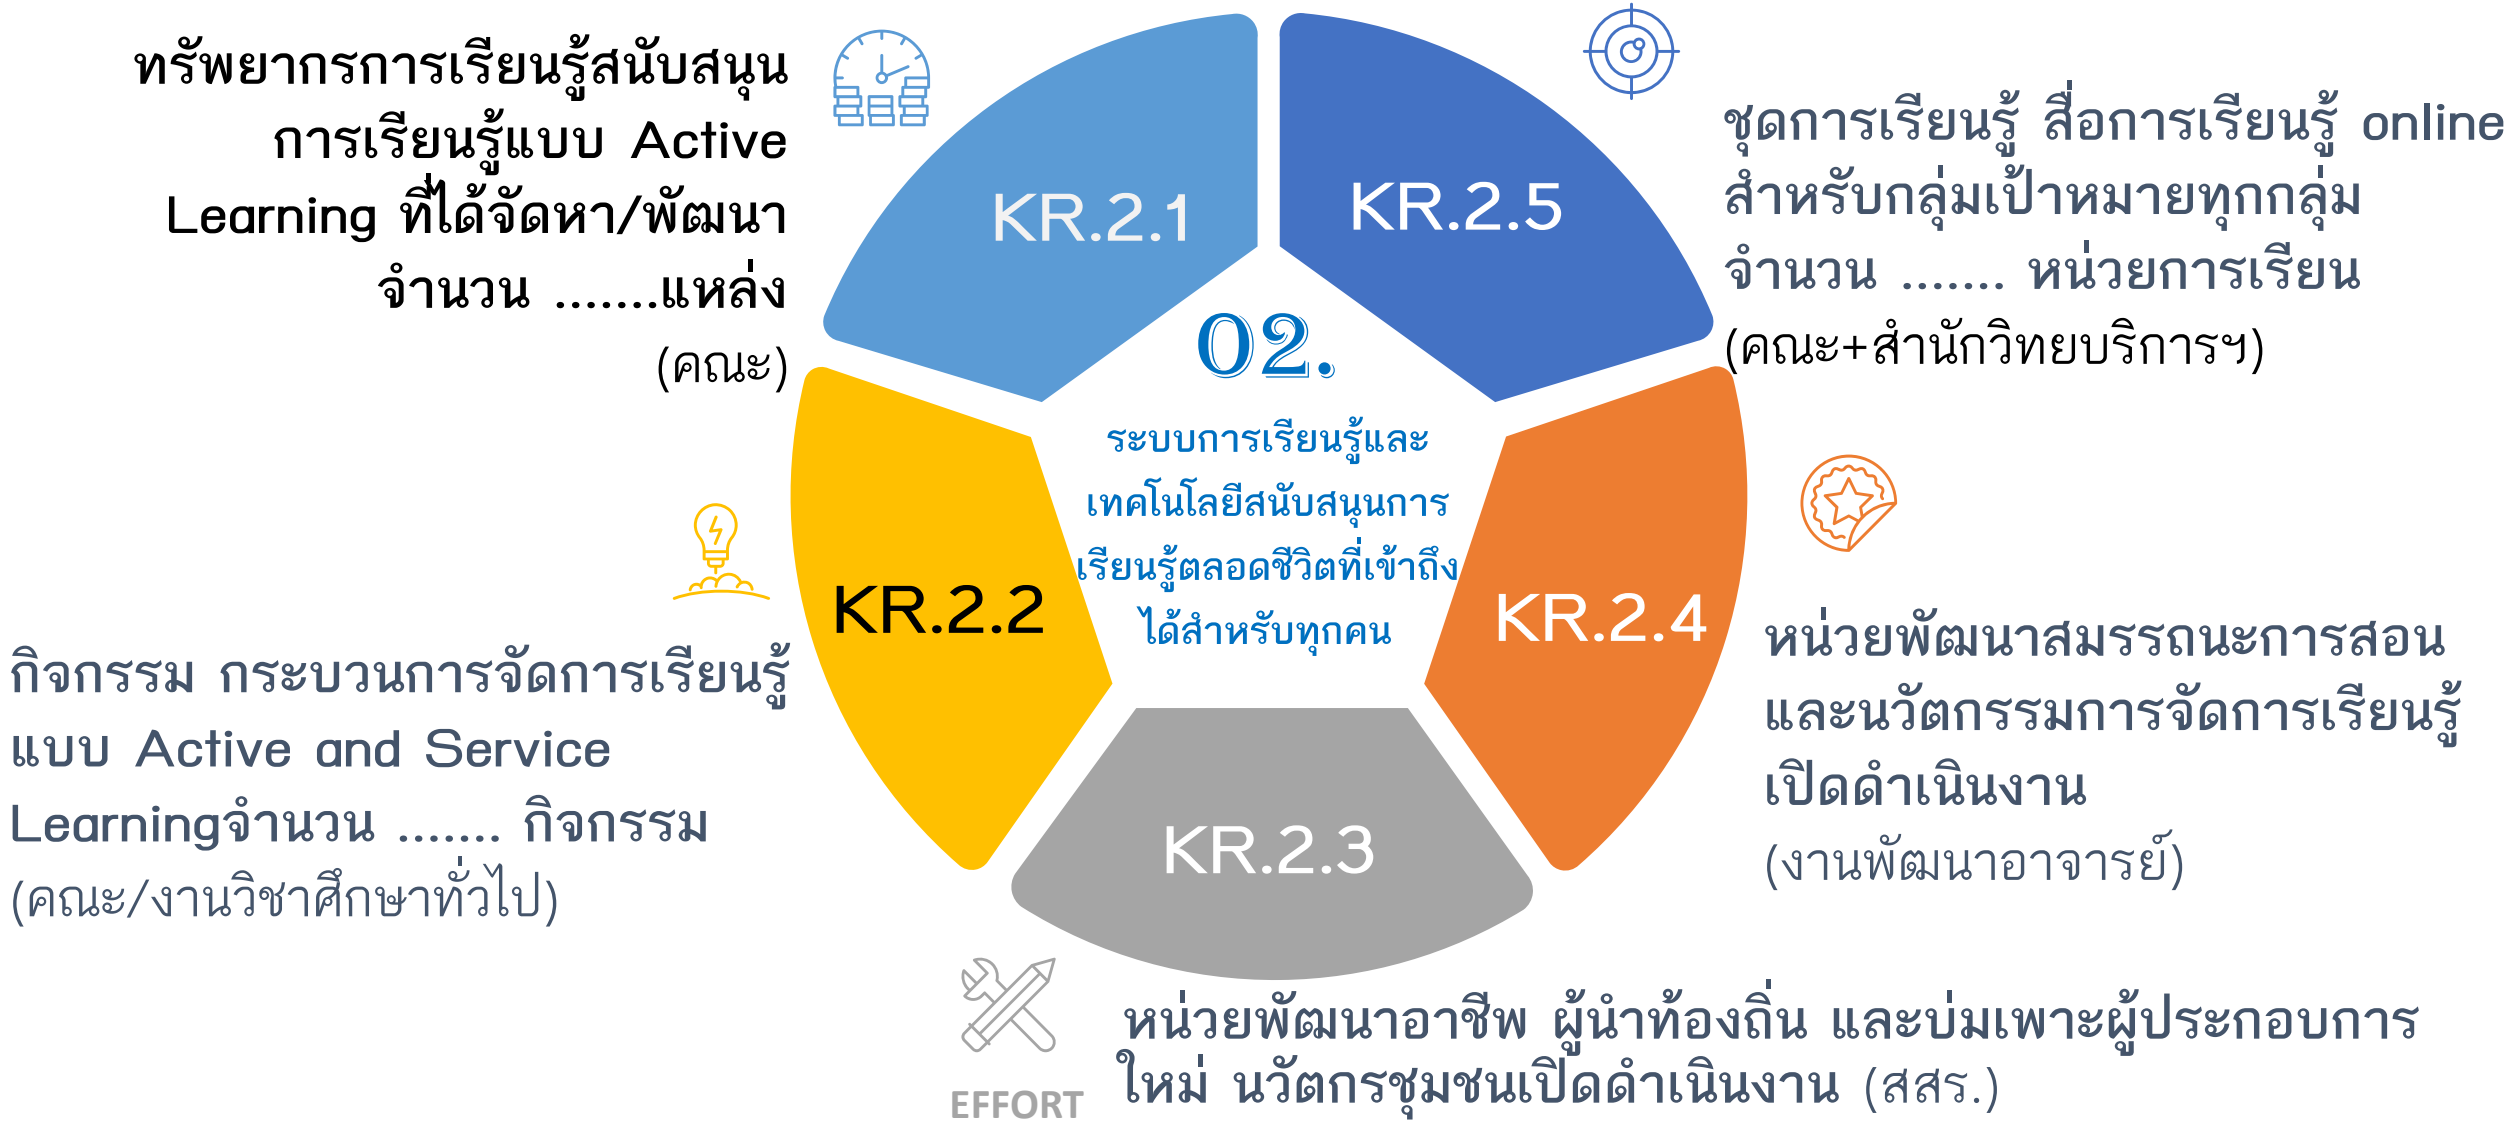 ทรัพยากรการเรียนรู้สนับสนุน
การเรียนรู้แบบ Active
Learning ที่ได้จัดหา/พัฒนา
จำนวน .......แหล่ง
(คณะ)
KR.2.1
KR.2.5
ชุดการเรียนรู้ สื่อการเรียนรู้ online
สำหรับกลุ่มเป้าหมายทุกกลุ่ม
จำนวน ....... หน่วยการเรียน
(คณะ+สำนักวิทยบริการฯ)
02.
ระบบการเรียนรู้และ
เทคโนโลยีสนับสนุนการ
เรียนรู้ตลอดชีวิตที่เข้าถึง
ได้สำหรับทุกคน
KR.2.2
กิจกรรม กระบวนการจัดการเรียนรู้
แบบ Active and Service
Learningจำนวน ....... กิจกรรม
(คณะ/งานวิชาศึกษาทั่วไป)
KR.2.4
หน่วยพัฒนาสมรรถนะการสอน
และนวัตกรรมการจัดการเรียนรู้
เปิดดำเนินงาน
(งานพัฒนาอาจารย์)
KR.2.3
หน่วยพัฒนาอาชีพ ผู้นำท้องถิ่น และบ่มเพาะผู้ประกอบการ
ใหม่ นวัตกรชุมชนเปิดดำเนินงาน (ศสร.)
EFFORT